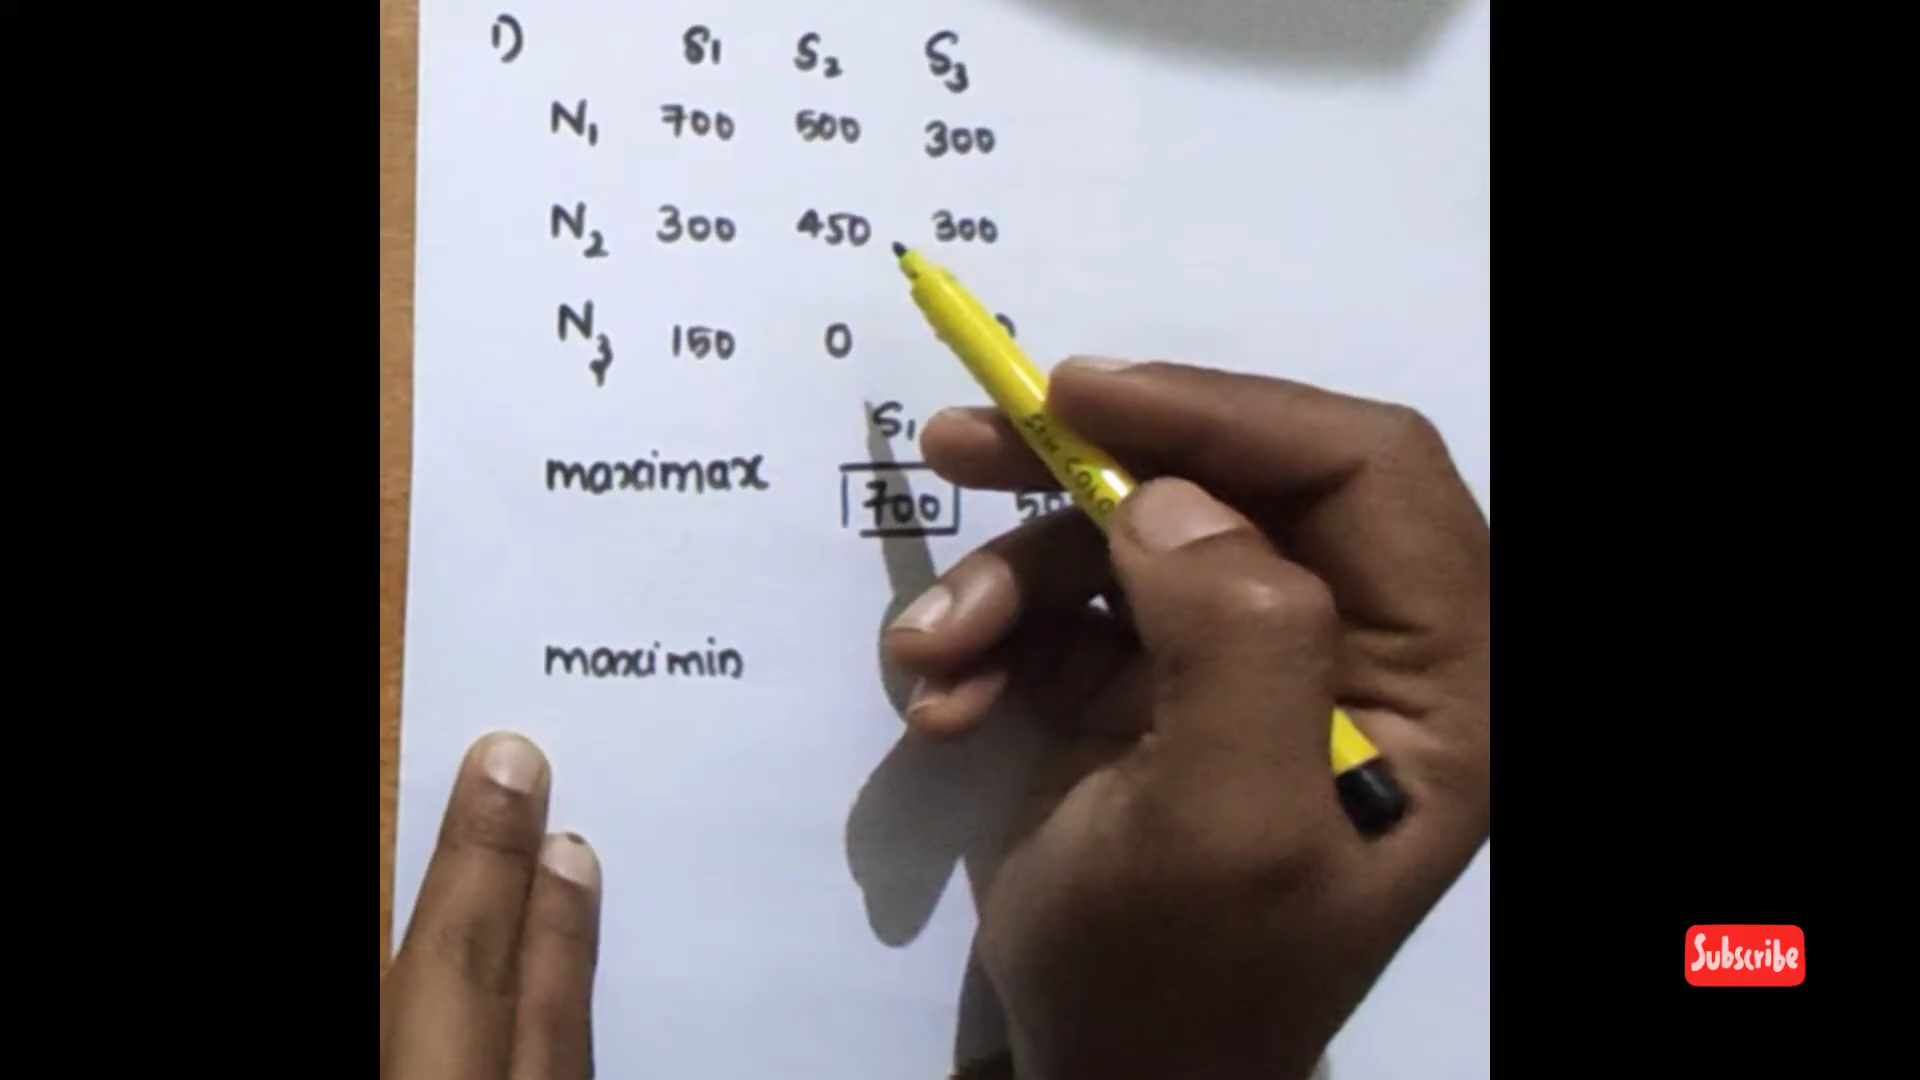 1) S1 S2 S3
N1 700 500 300
N2 300 450 300
N3 150 0
S1
maximax 700
maximin
Subscribe